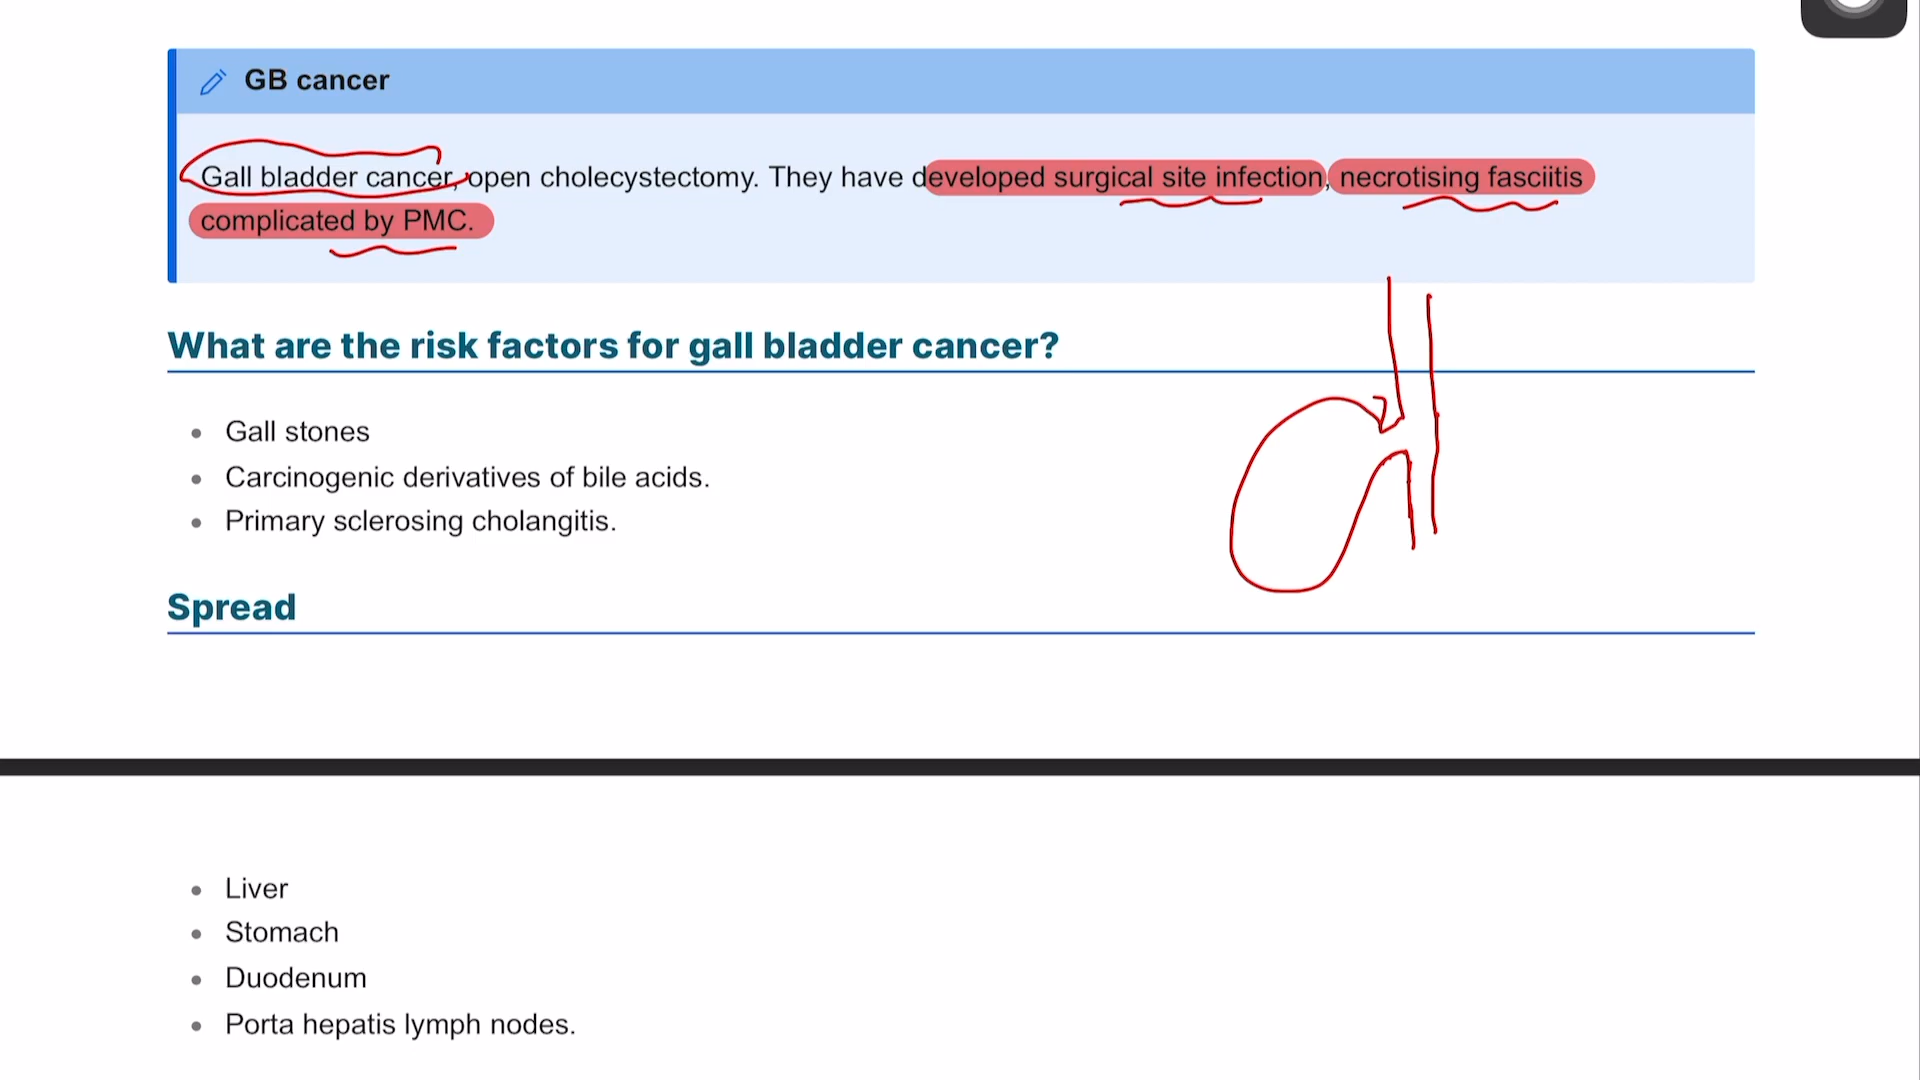 GB cancer
Gall bladder cancer, open cholecystectomy. They have developed surgical site infection, necrotising fasciitis
complicated by PMC.
What are the risk factors for gall bladder cancer?
Gall stones
Carcinogenic derivatives of bile acids.
Primary sclerosing cholangitis.
Spread
Liver
Stomach
Duodenum
Porta hepatis lymph nodes.